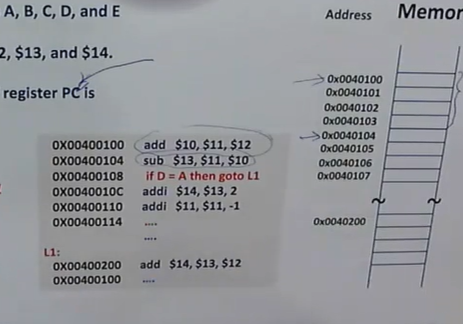 A, B, C, D, and E
2, $13, and $14.
register PC is
0X00400100 add $10, $11, $12
0X00400104 sub $13, $11, $10
0X00400108 if D = A then goto L1
0X0040010C addi $14, $13, 2
0X00400110 addi $11, $11, -1
0X00400114 ....
....
L1:
0X00400200 add $14, $13, $12
0X00400100 ....
Address Memor
0x0040100
0x0040101
0x0040102
0x0040103
0x0040104
0x0040105
0x0040106
0x0040107
0x0040200